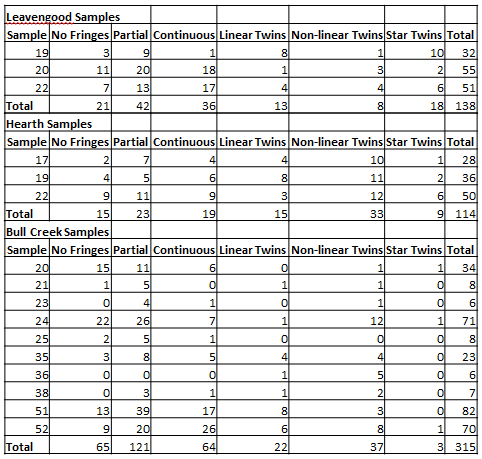 Leavengood Samples
Sample No Fringes Partial Continuous Linear Twins Non-linear Twins Star Twins Total
19 3 9 1 8 1 10 32
20 11 20 18 1 3 2 55
22 7 13 17 4 4 6 51
Total 21 42 36 13 8 18 138
Hearth Samples
Sample No Fringes Partial Continuous Linear Twins Non-linear Twins Star Twins Total
17 2 7 4 4 10 1 28
19 4 5 6 8 11 2 36
22 9 11 9 3 12 6 50
Total 15 23 19 15 33 9 114
Bull Creek Samples
Sample No Fringes Partial Continuous Linear Twins Non-linear Twins Star Twins Total
20 15 11 6 0 1 1 34
21 1 5 0 1 1 0 8
23 0 4 1 0 1 0 6
24 22 26 7 1 12 1 71
25 2 5 1 0 0 0 8
35 3 8 5 4 4 0 23
36 0 0 0 1 5 0 6
38 0 3 1 1 2 0 7
51 13 39 17 8 3 0 82
52 9 20 26 6 8 1 70
Total 65 121 64 22 37 3 315